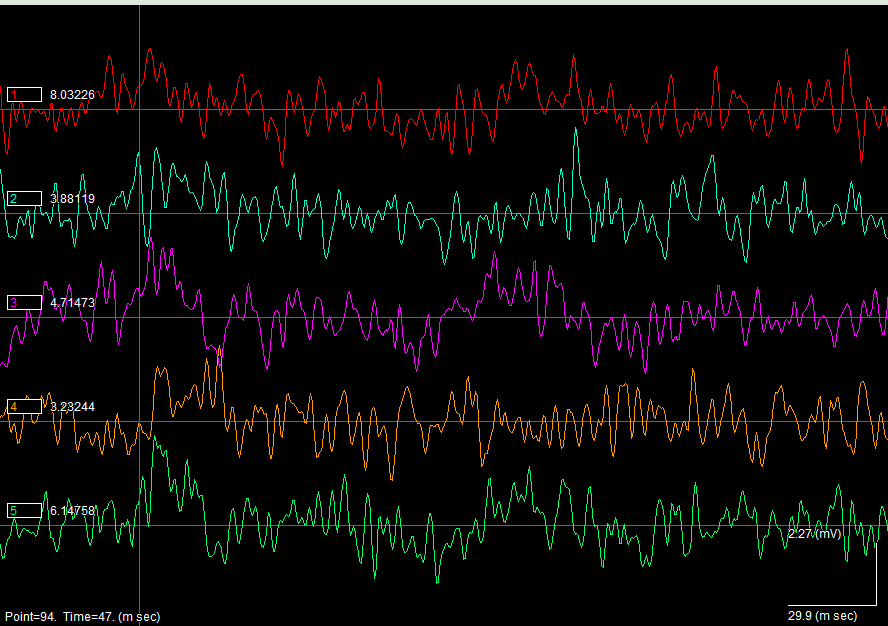 1 8.03226
2 3.88119
3 4.71473
4 3.23244
5 6.14758
2.27 (mV)
Point=94. Time=47. (m sec)
29.9 (m sec)